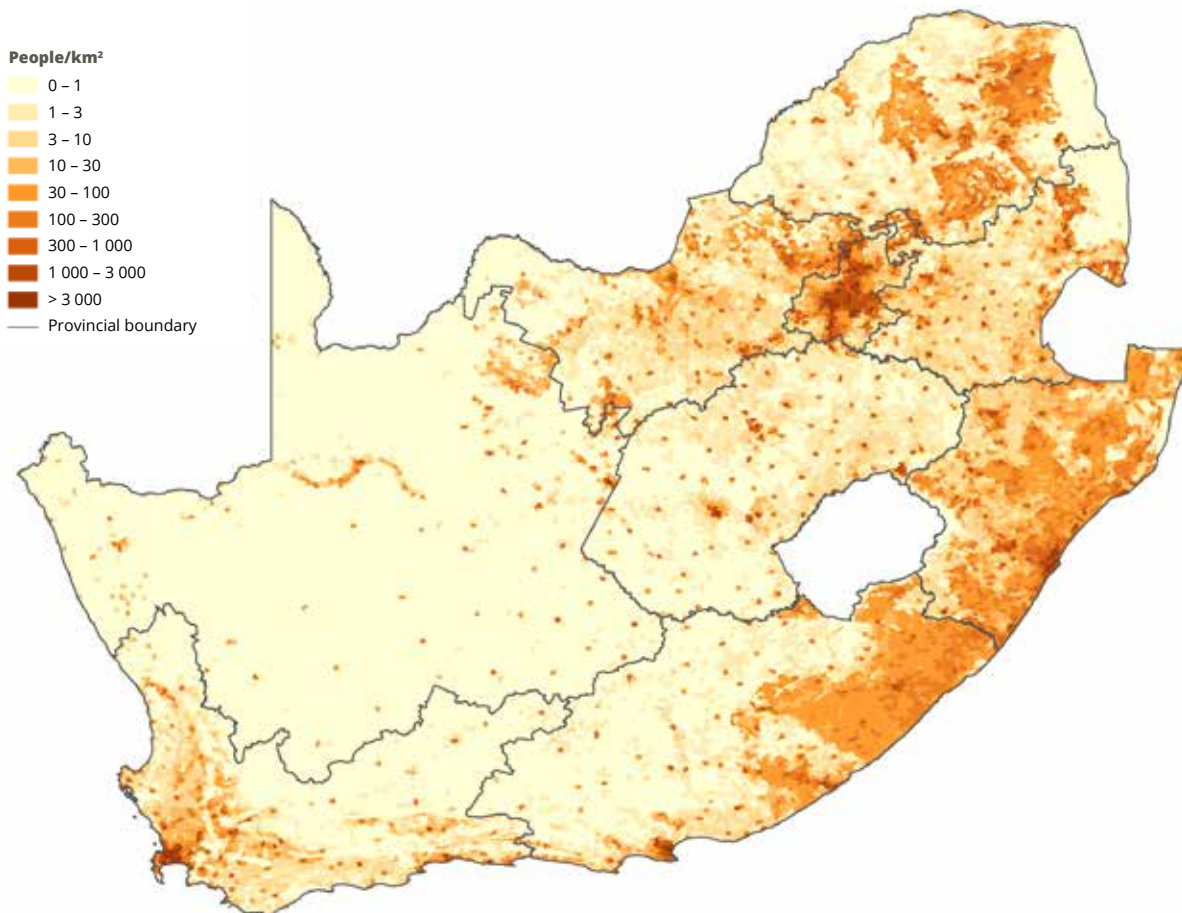 People/km²
0 – 1
1 – 3
3 – 10
10 – 30
30 – 100
100 – 300
300 – 1 000
1 000 – 3 000
> 3 000
Provincial boundary